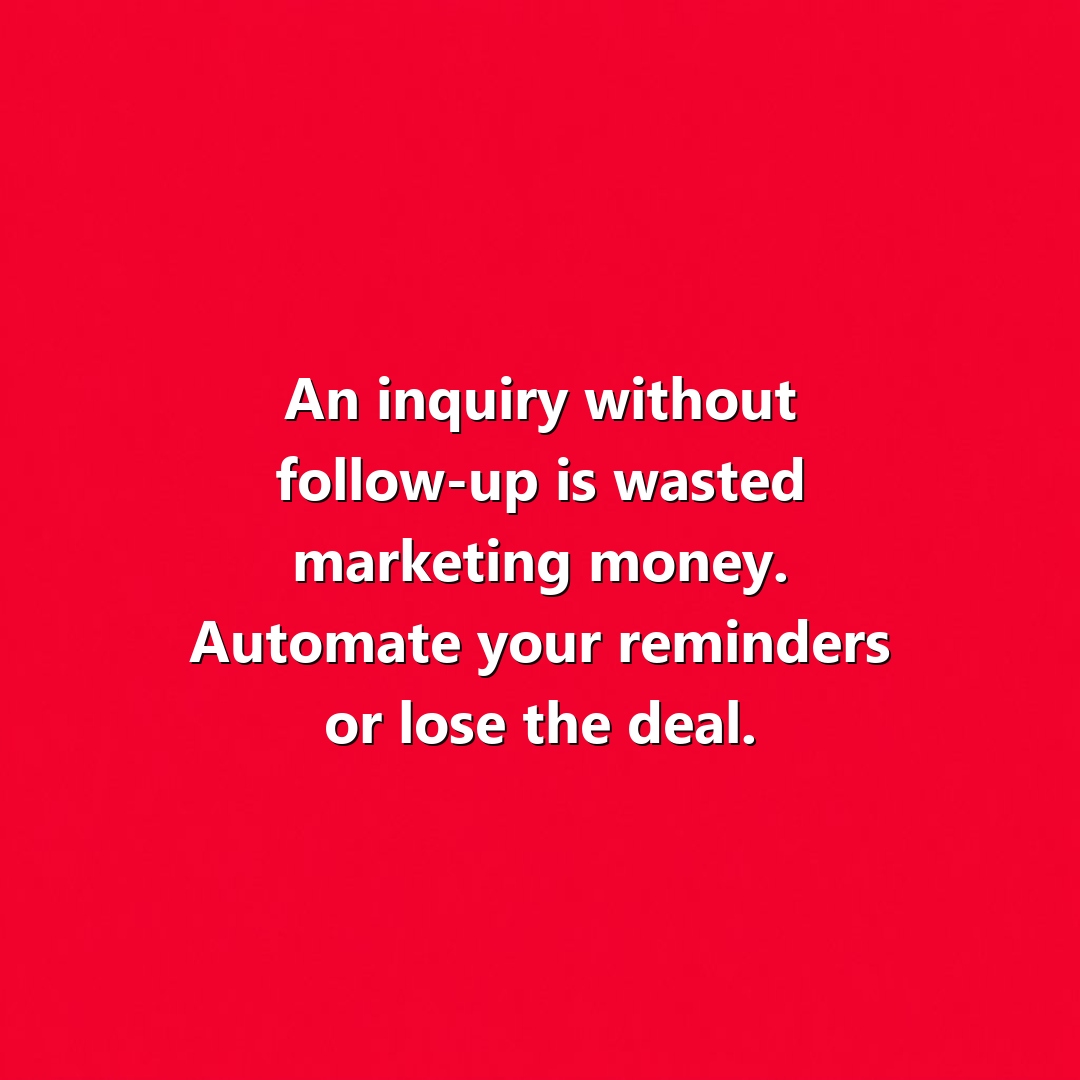 An inquiry without
follow-up is wasted
marketing money.
Automate your reminders
or lose the deal.